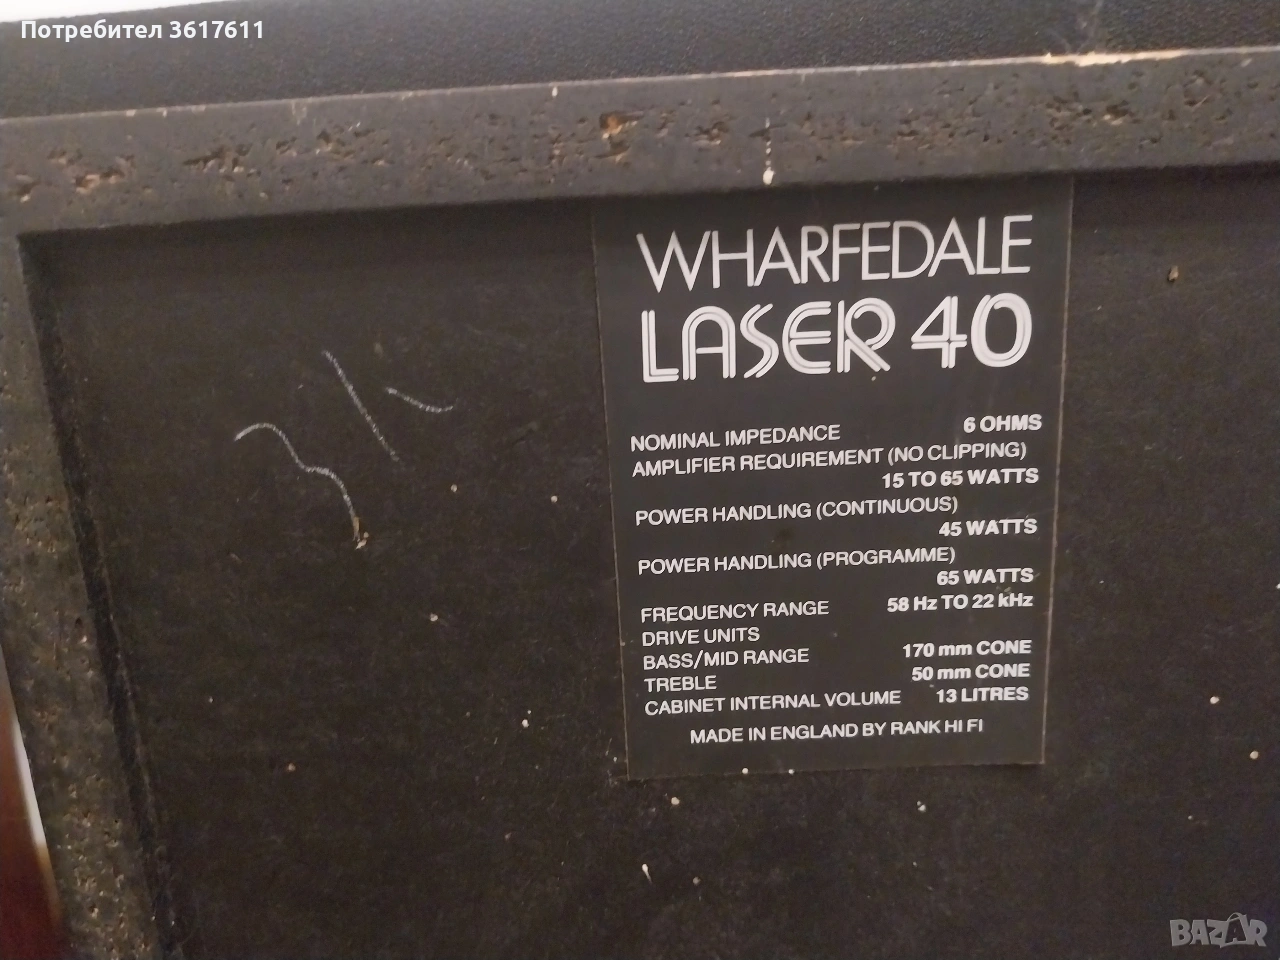 Потребител 3617611
WHARFEDALE
LASER 40
NOMINAL IMPEDANCE 6 OHMS
AMPLIFIER REQUIREMENT (NO CLIPPING)
15 TO 65 WATTS
POWER HANDLING (CONTINUOUS)
45 WATTS
POWER HANDLING (PROGRAMME)
65 WATTS
FREQUENCY RANGE 58 Hz TO 22 kHz
DRIVE UNITS
BASS/MID RANGE 170 mm CONE
TREBLE 50 mm CONE
CABINET INTERNAL VOLUME 13 LITRES
MADE IN ENGLAND BY RANK HI FI
BAZAR